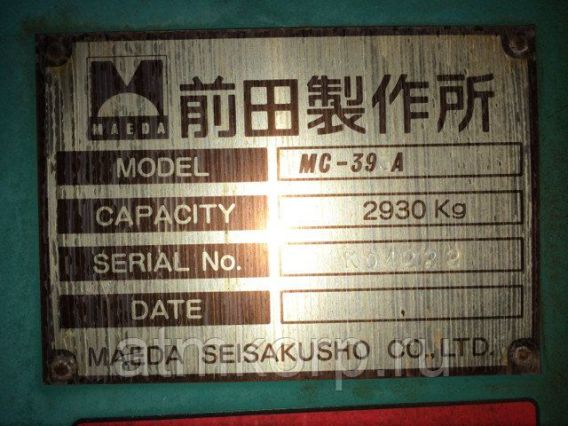 MAEDA
前田製作所
MODEL MC-39 A
CAPACITY 2930 Kg
SERIAL No.
DATE
MAEDA SEISAKUSHO CO.,LTD.
atmkorp.ru